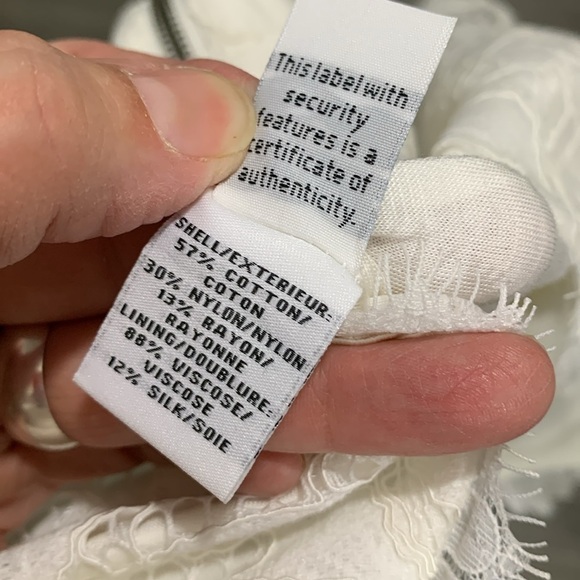 This label with
security
features is a
certificate of
authenticity.
SHELL/EXTERIEUR:
57% COTTON/
COTON
30% NYLON/NYLON
13% RAYON/
RAYONNE
LINING/DOUBLURE:
88% VISCOSE/
VISCOSE
12% SILK/SOIE